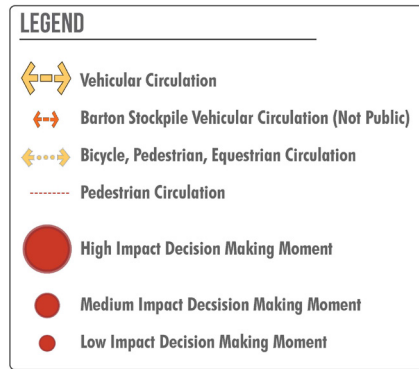 LEGEND
Vehicular Circulation
Barton Stockpile Vehicular Circulation (Not Public)
Bicycle, Pedestrian, Equestrian Circulation
Pedestrian Circulation
High Impact Decision Making Moment
Medium Impact Decsision Making Moment
Low Impact Decision Making Moment